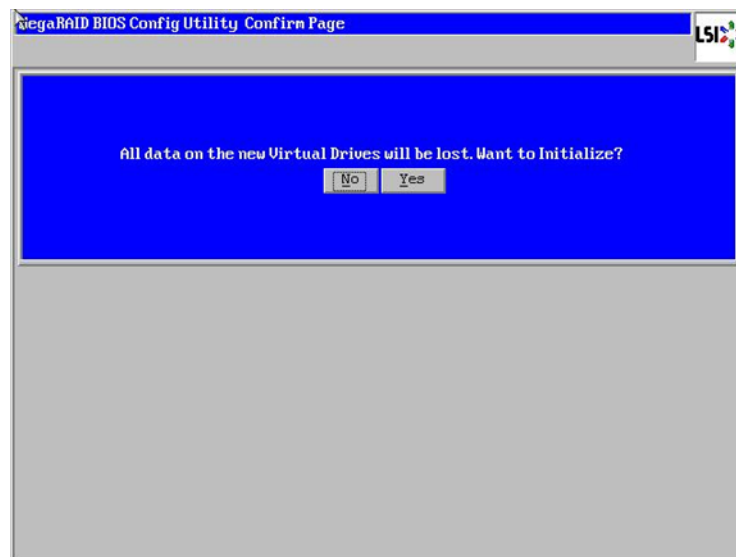 MegaRAID BIOS Config Utility Confirm Page
LSI
All data on the new Virtual Drives will be lost. Want to Initialize?
No
Yes